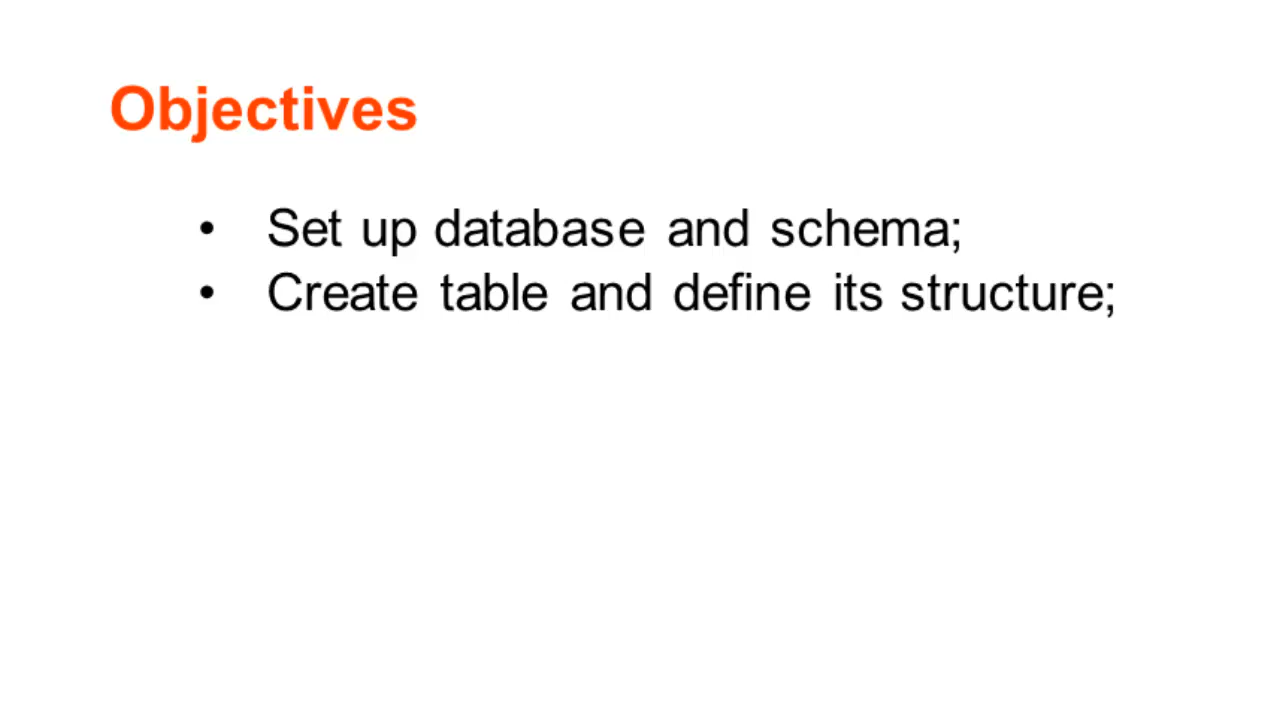 Objectives
• Set up database and schema;
• Create table and define its structure;